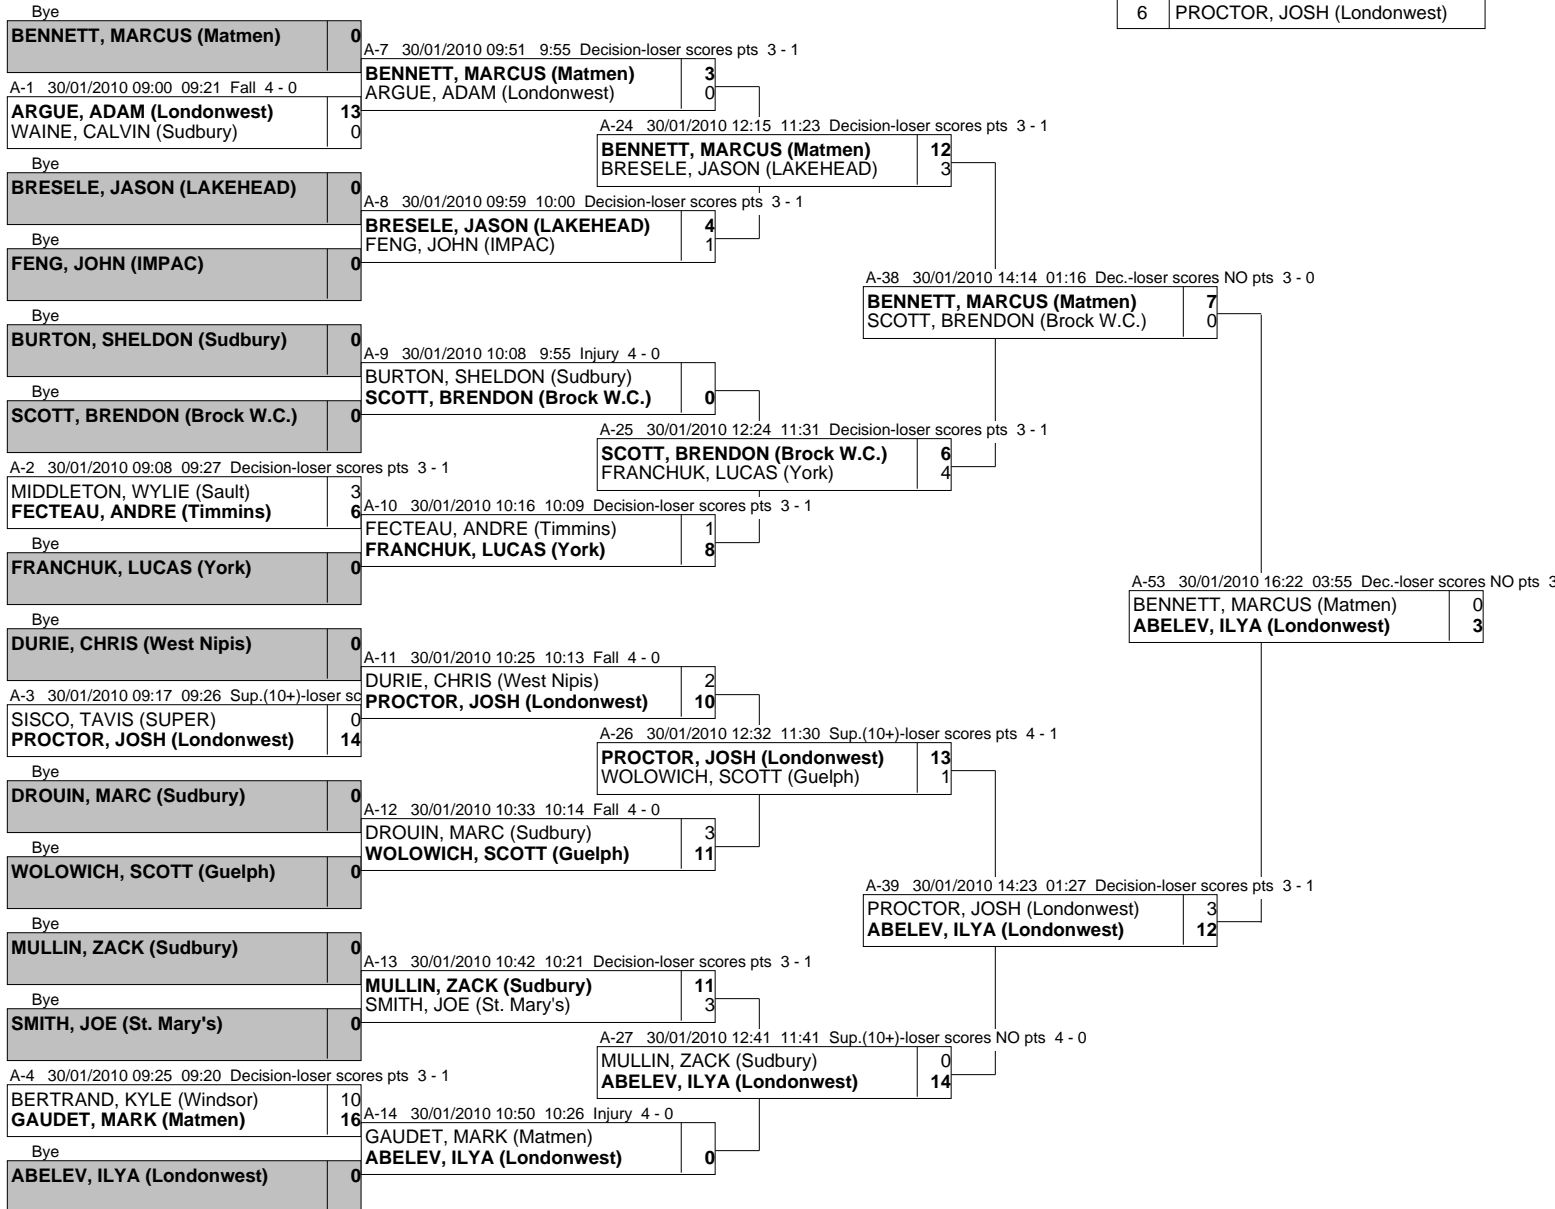 6 PROCTOR, JOSH (Londonwest)
Bye
BENNETT, MARCUS (Matmen) 0
A-1 30/01/2010 09:00 09:21 Fall 4 - 0
ARGUE, ADAM (Londonwest) 13
WAINE, CALVIN (Sudbury) 0
Bye
BRESELE, JASON (LAKEHEAD) 0
Bye
FENG, JOHN (IMPAC) 0
Bye
BURTON, SHELDON (Sudbury) 0
Bye
SCOTT, BRENDON (Brock W.C.) 0
A-2 30/01/2010 09:08 09:27 Decision-loser scores pts 3 - 1
MIDDLETON, WYLIE (Sault) 3
FECTEAU, ANDRE (Timmins) 6
Bye
FRANCHUK, LUCAS (York) 0
Bye
DURIE, CHRIS (West Nipis) 0
A-3 30/01/2010 09:17 09:26 Sup.(10+)-loser sc
SISCO, TAVIS (SUPER) 0
PROCTOR, JOSH (Londonwest) 14
Bye
DROUIN, MARC (Sudbury) 0
Bye
WOLOWICH, SCOTT (Guelph) 0
Bye
MULLIN, ZACK (Sudbury) 0
Bye
SMITH, JOE (St. Mary's) 0
A-4 30/01/2010 09:25 09:20 Decision-loser scores pts 3 - 1
BERTRAND, KYLE (Windsor) 10
GAUDET, MARK (Matmen) 16
Bye
ABELEV, ILYA (Londonwest) 0
A-7 30/01/2010 09:51 9:55 Decision-loser scores pts 3 - 1
BENNETT, MARCUS (Matmen) 3
ARGUE, ADAM (Londonwest) 0
A-8 30/01/2010 09:59 10:00 Decision-loser scores pts 3 - 1
BRESELE, JASON (LAKEHEAD) 4
FENG, JOHN (IMPAC) 1
A-9 30/01/2010 10:08 9:55 Injury 4 - 0
BURTON, SHELDON (Sudbury)
SCOTT, BRENDON (Brock W.C.) 0
A-10 30/01/2010 10:16 10:09 Decision-loser scores pts 3 - 1
FECTEAU, ANDRE (Timmins) 1
FRANCHUK, LUCAS (York) 8
A-11 30/01/2010 10:25 10:13 Fall 4 - 0
DURIE, CHRIS (West Nipis) 2
PROCTOR, JOSH (Londonwest) 10
A-12 30/01/2010 10:33 10:14 Fall 4 - 0
DROUIN, MARC (Sudbury) 3
WOLOWICH, SCOTT (Guelph) 11
A-13 30/01/2010 10:42 10:21 Decision-loser scores pts 3 - 1
MULLIN, ZACK (Sudbury) 11
SMITH, JOE (St. Mary's) 3
A-14 30/01/2010 10:50 10:26 Injury 4 - 0
GAUDET, MARK (Matmen)
ABELEV, ILYA (Londonwest) 0
A-24 30/01/2010 12:15 11:23 Decision-loser scores pts 3 - 1
BENNETT, MARCUS (Matmen) 12
BRESELE, JASON (LAKEHEAD) 3
A-25 30/01/2010 12:24 11:31 Decision-loser scores pts 3 - 1
SCOTT, BRENDON (Brock W.C.) 6
FRANCHUK, LUCAS (York) 4
A-26 30/01/2010 12:32 11:30 Sup.(10+)-loser scores pts 4 - 1
PROCTOR, JOSH (Londonwest) 13
WOLOWICH, SCOTT (Guelph) 1
A-27 30/01/2010 12:41 11:41 Sup.(10+)-loser scores NO pts 4 - 0
MULLIN, ZACK (Sudbury) 0
ABELEV, ILYA (Londonwest) 14
A-38 30/01/2010 14:14 01:16 Dec.-loser scores NO pts 3 - 0
BENNETT, MARCUS (Matmen) 7
SCOTT, BRENDON (Brock W.C.) 0
A-39 30/01/2010 14:23 01:27 Decision-loser scores pts 3 - 1
PROCTOR, JOSH (Londonwest) 3
ABELEV, ILYA (Londonwest) 12
A-53 30/01/2010 16:22 03:55 Dec.-loser scores NO pts 3
BENNETT, MARCUS (Matmen) 0
ABELEV, ILYA (Londonwest) 3